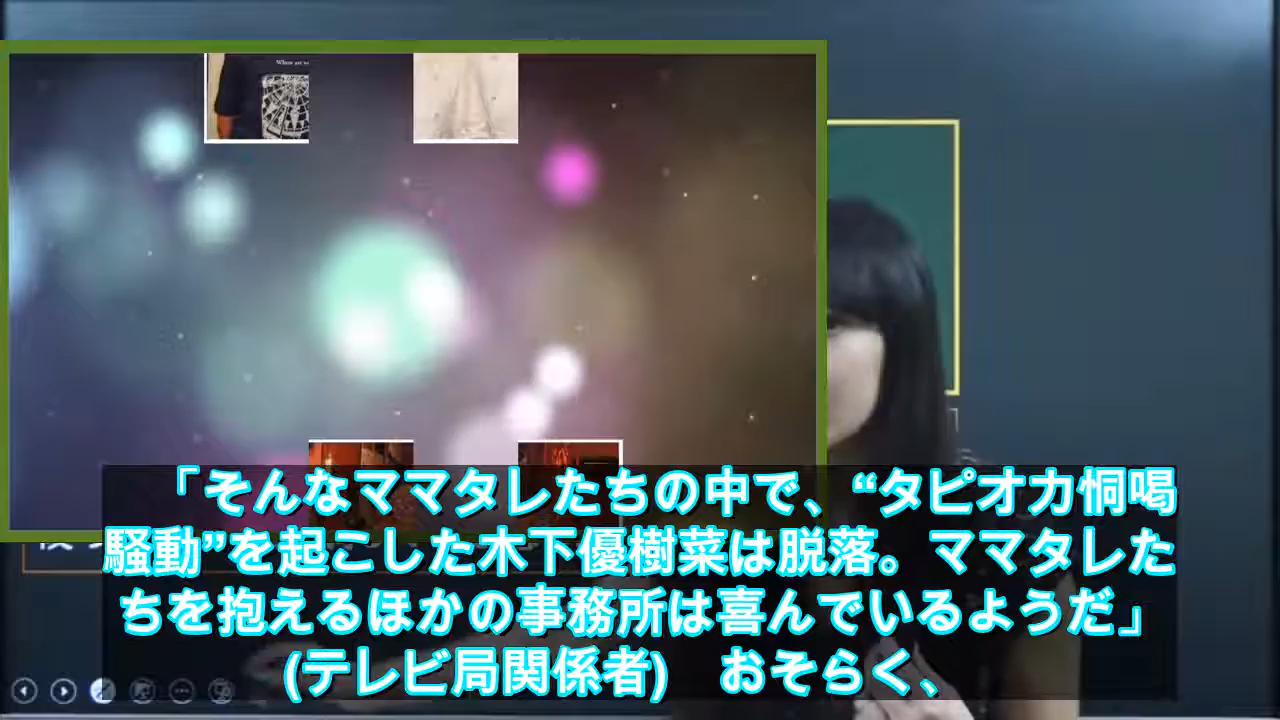 「そんなママタレたちの中で、“タピオカ恫喝
騒動”を起こした木下優樹菜は脱落。ママタレた
ちを抱えるほかの事務所は喜んでいるようだ」
(テレビ局関係者)　おそらく、